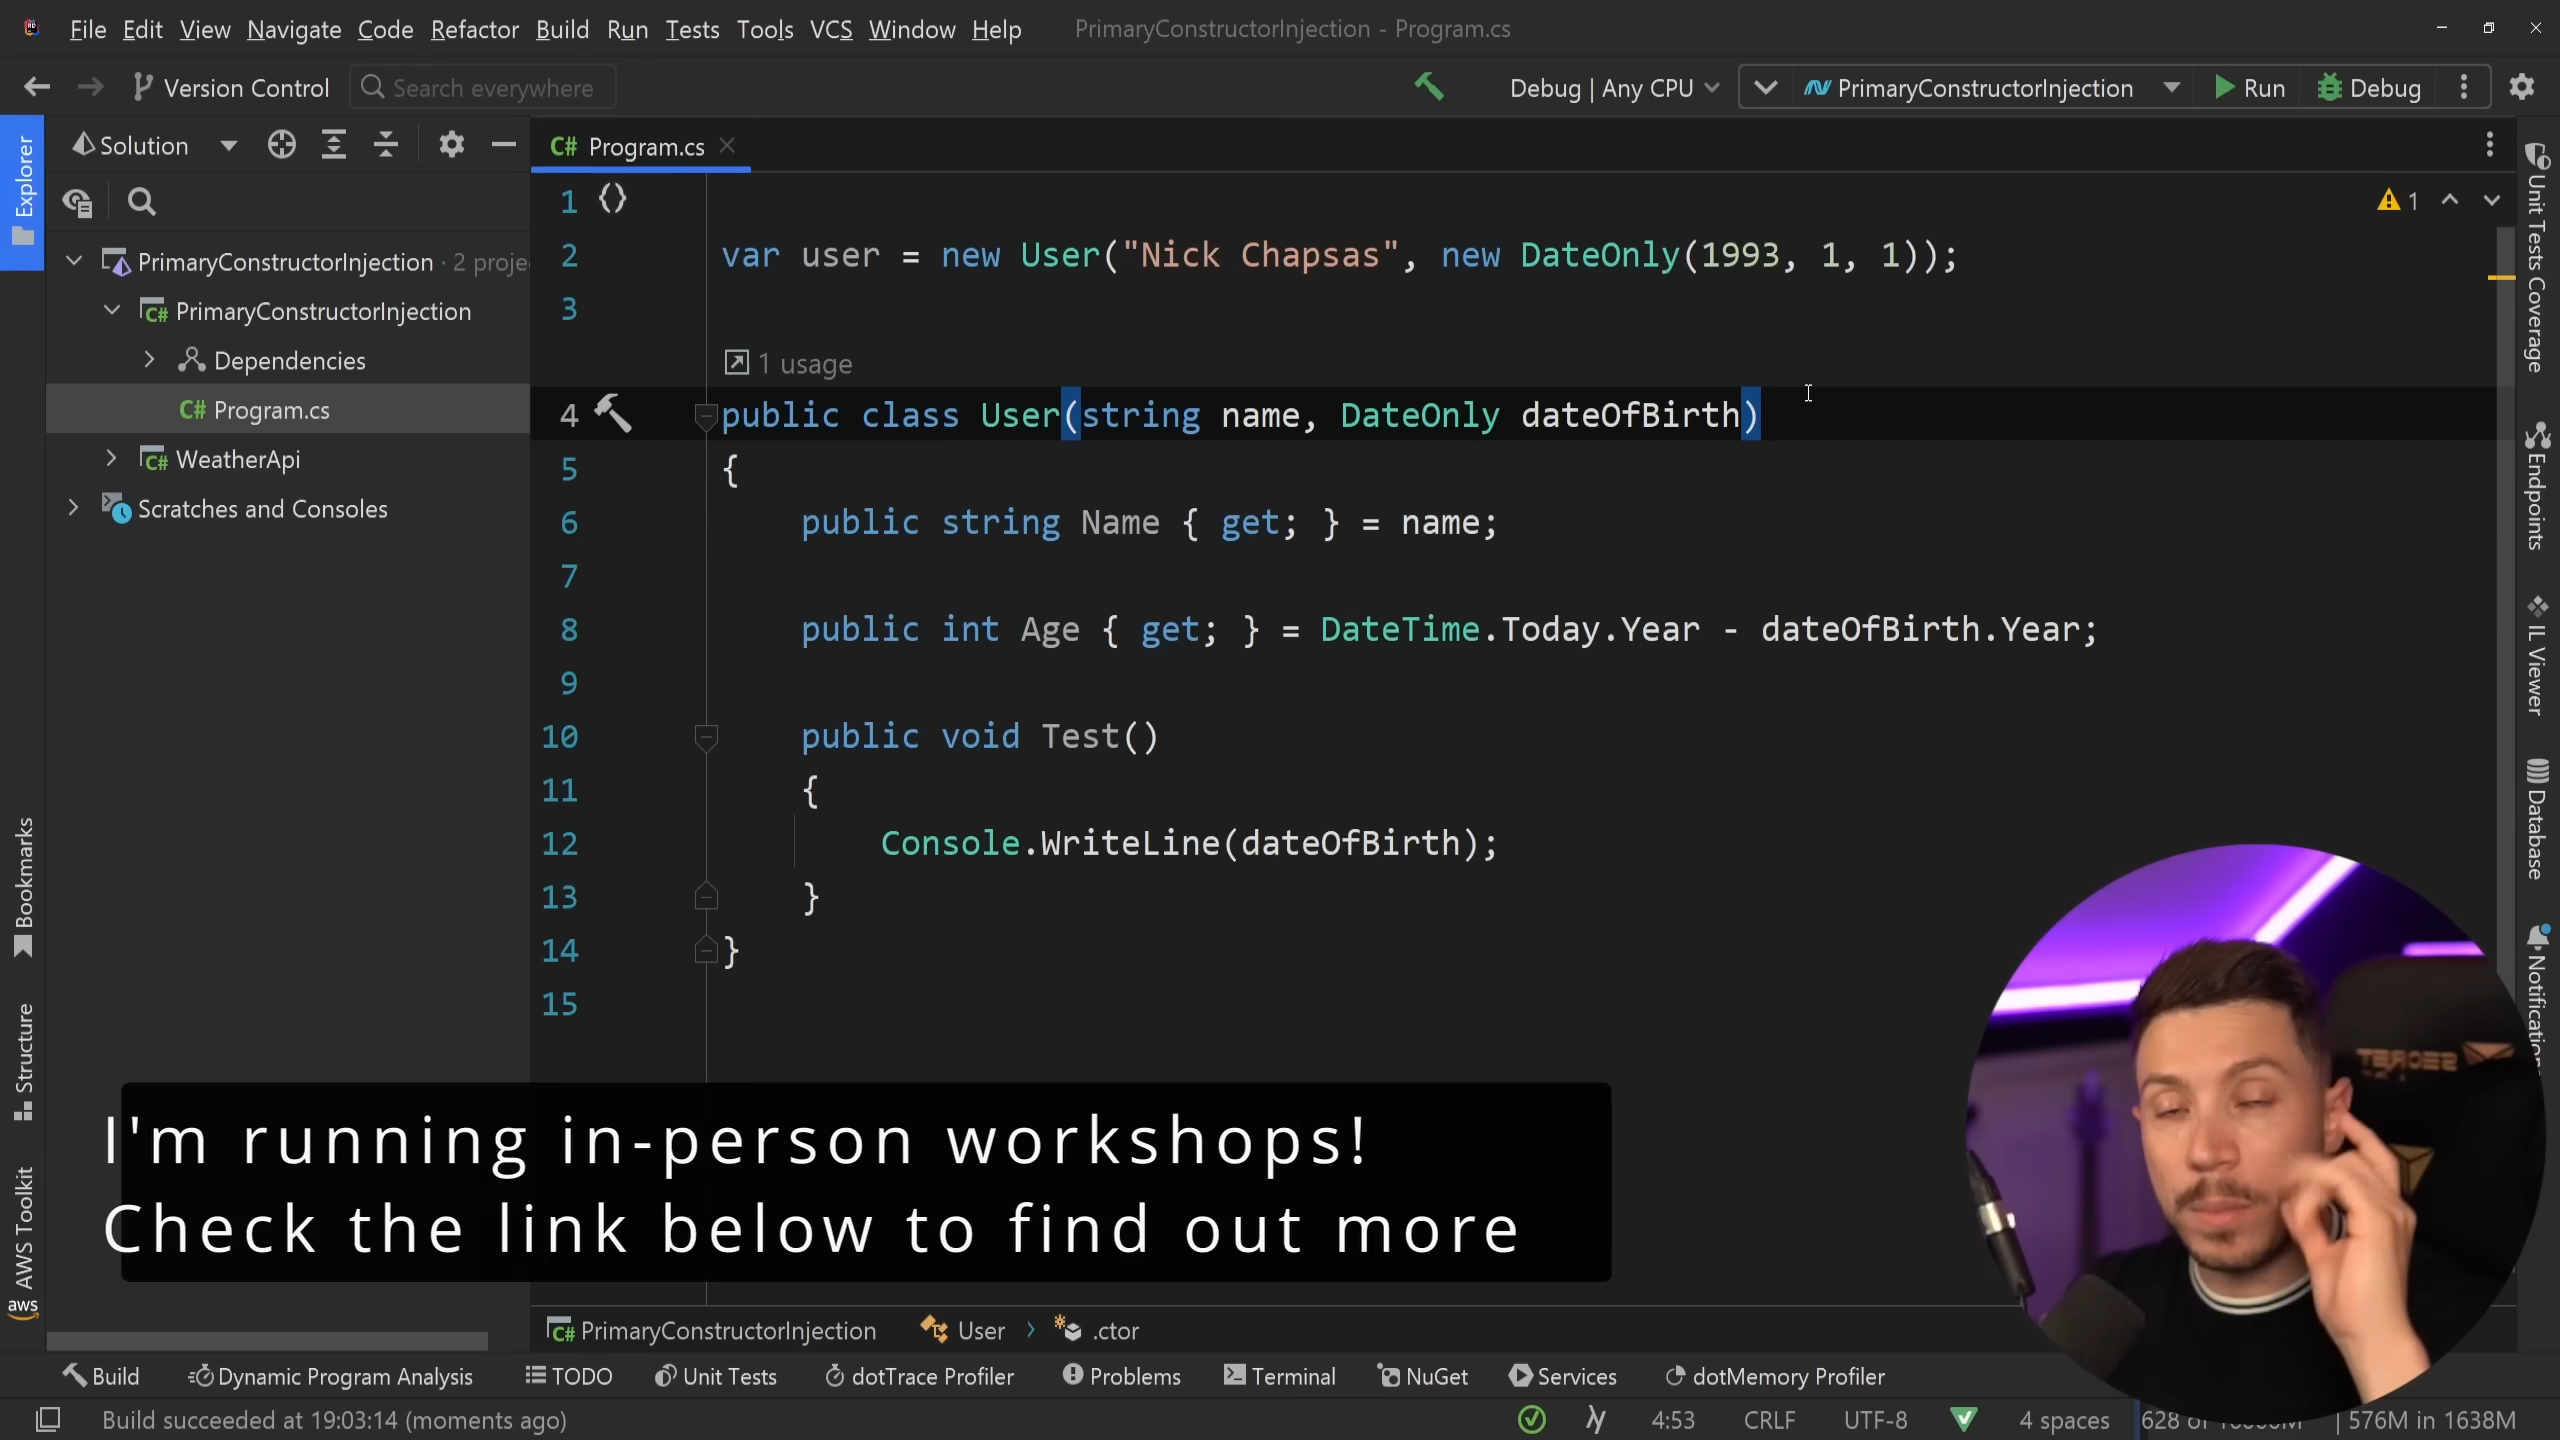 File Edit View Navigate Code Refactor Build Run Tests Tools VCS Window Help PrimaryConstructorInjection - Program.cs
Version Control Search everywhere Debug | Any CPU PrimaryConstructorInjection Run Debug
Explorer
Solution
PrimaryConstructorInjection · 2 proje
PrimaryConstructorInjection
Dependencies
C# Program.cs
WeatherApi
Scratches and Consoles
Bookmarks
Structure
AWS Toolkit
aws
C# Program.cs
1
1
2 var user = new User("Nick Chapsas", new DateOnly(1993, 1, 1));
3
1 usage
4 public class User(string name, DateOnly dateOfBirth)
5 {
6 public string Name { get; } = name;
7
8 public int Age { get; } = DateTime.Today.Year - dateOfBirth.Year;
9
10 public void Test()
11 {
12 Console.WriteLine(dateOfBirth);
13 }
14 }
15
Unit Tests Coverage
Endpoints
IL Viewer
Database
Notification
SECRET
I'm running in-person workshops!
Check the link below to find out more
C# PrimaryConstructorInjection User .ctor
Build Dynamic Program Analysis TODO Unit Tests dotTrace Profiler Problems Terminal NuGet Services dotMemory Profiler
Build succeeded at 19:03:14 (moments ago) 4:53 CRLF UTF-8 4 spaces 628 576M in 1638M